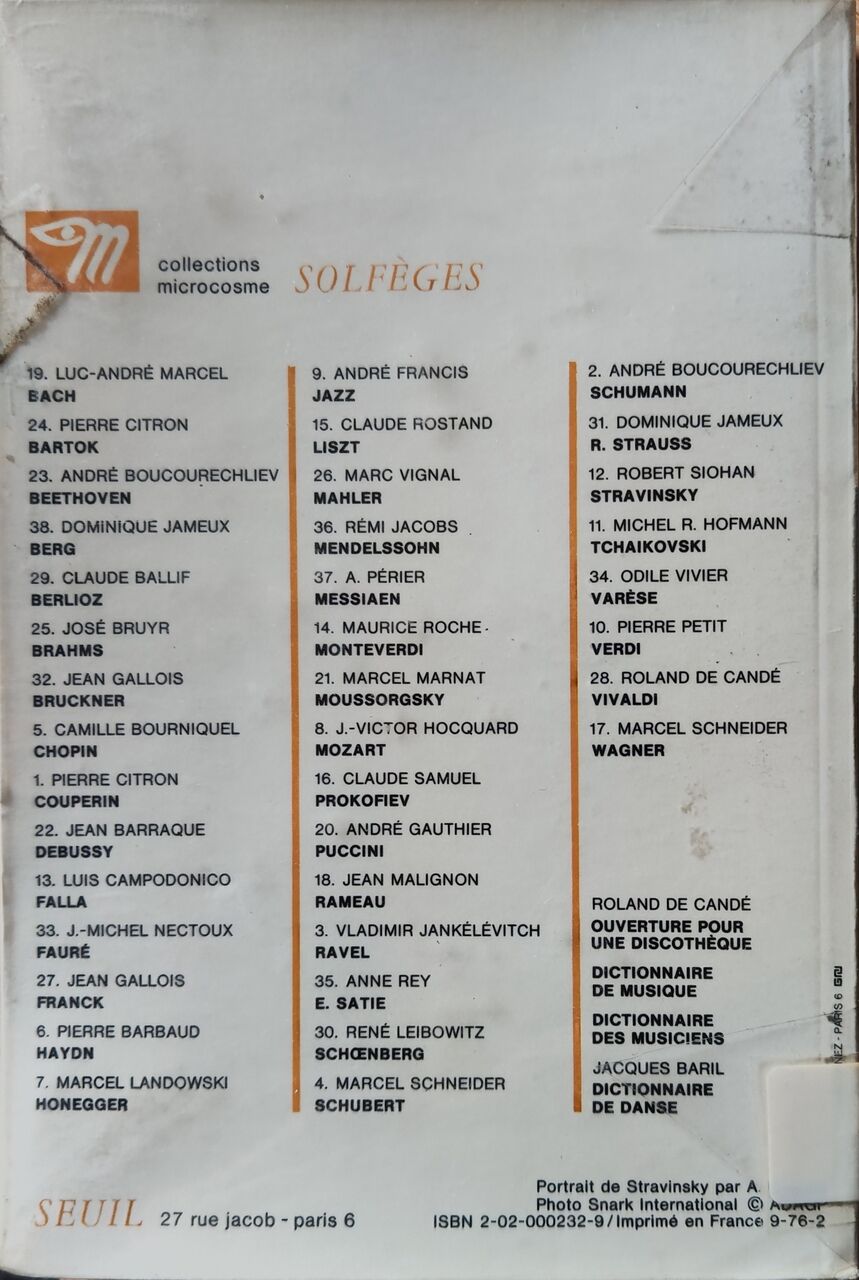 collections
microcosme
SOLFÈGES
19. LUC-ANDRÉ MARCEL
BACH
24. PIERRE CITRON
BARTOK
23. ANDRÉ BOUCOURECHLIEV
BEETHOVEN
38. DOMINIQUE JAMEUX
BERG
29. CLAUDE BALLIF
BERLIOZ
25. JOSÉ BRUYR
BRAHMS
32. JEAN GALLOIS
BRUCKNER
5. CAMILLE BOURNIQUEL
CHOPIN
1. PIERRE CITRON
COUPERIN
22. JEAN BARRAQUE
DEBUSSY
13. LUIS CAMPODONICO
FALLA
33. J.-MICHEL NECTOUX
FAURÉ
27. JEAN GALLOIS
FRANCK
6. PIERRE BARBAUD
HAYDN
7. MARCEL LANDOWSKI
HONEGGER
9. ANDRÉ FRANCIS
JAZZ
15. CLAUDE ROSTAND
LISZT
26. MARC VIGNAL
MAHLER
36. RÉMI JACOBS
MENDELSSOHN
37. A. PÉRIER
MESSIAEN
14. MAURICE ROCHE
MONTEVERDI
21. MARCEL MARNAT
MOUSSORGSKY
8. J.-VICTOR HOCQUARD
MOZART
16. CLAUDE SAMUEL
PROKOFIEV
20. ANDRÉ GAUTHIER
PUCCINI
18. JEAN MALIGNON
RAMEAU
3. VLADIMIR JANKÉLÉVITCH
RAVEL
35. ANNE REY
E. SATIE
30. RENÉ LEIBOWITZ
SCHŒNBERG
4. MARCEL SCHNEIDER
SCHUBERT
2. ANDRÉ BOUCOURECHLIEV
SCHUMANN
31. DOMINIQUE JAMEUX
R. STRAUSS
12. ROBERT SIOHAN
STRAVINSKY
11. MICHEL R. HOFMANN
TCHAIKOVSKI
34. ODILE VIVIER
VARÈSE
10. PIERRE PETIT
VERDI
28. ROLAND DE CANDÉ
VIVALDI
17. MARCEL SCHNEIDER
WAGNER
ROLAND DE CANDÉ
OUVERTURE POUR
UNE DISCOTHÈQUE
DICTIONNAIRE
DE MUSIQUE
DICTIONNAIRE
DES MUSICIENS
JACQUES BARIL
DICTIONNAIRE
DE DANSE
PARIS 6
Portrait de Stravinsky par A.
Photo Snark International ©
SEUIL 27 rue jacob - paris 6
ISBN 2-02-000232-9/Imprimé en France 9-76-2